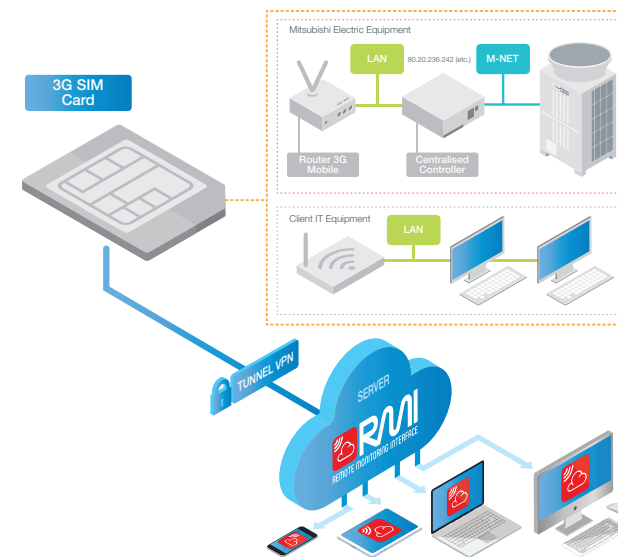 Mitsubishi Electric Equipment
LAN
80.20.236.242 (etc.)
M-NET
3G SIM
Card
Router 3G
Mobile
Centralised
Controller
Client IT Equipment
LAN
TUNNEL VPN
SERVER
RMI
REMOTE MONITORING INTERFACE